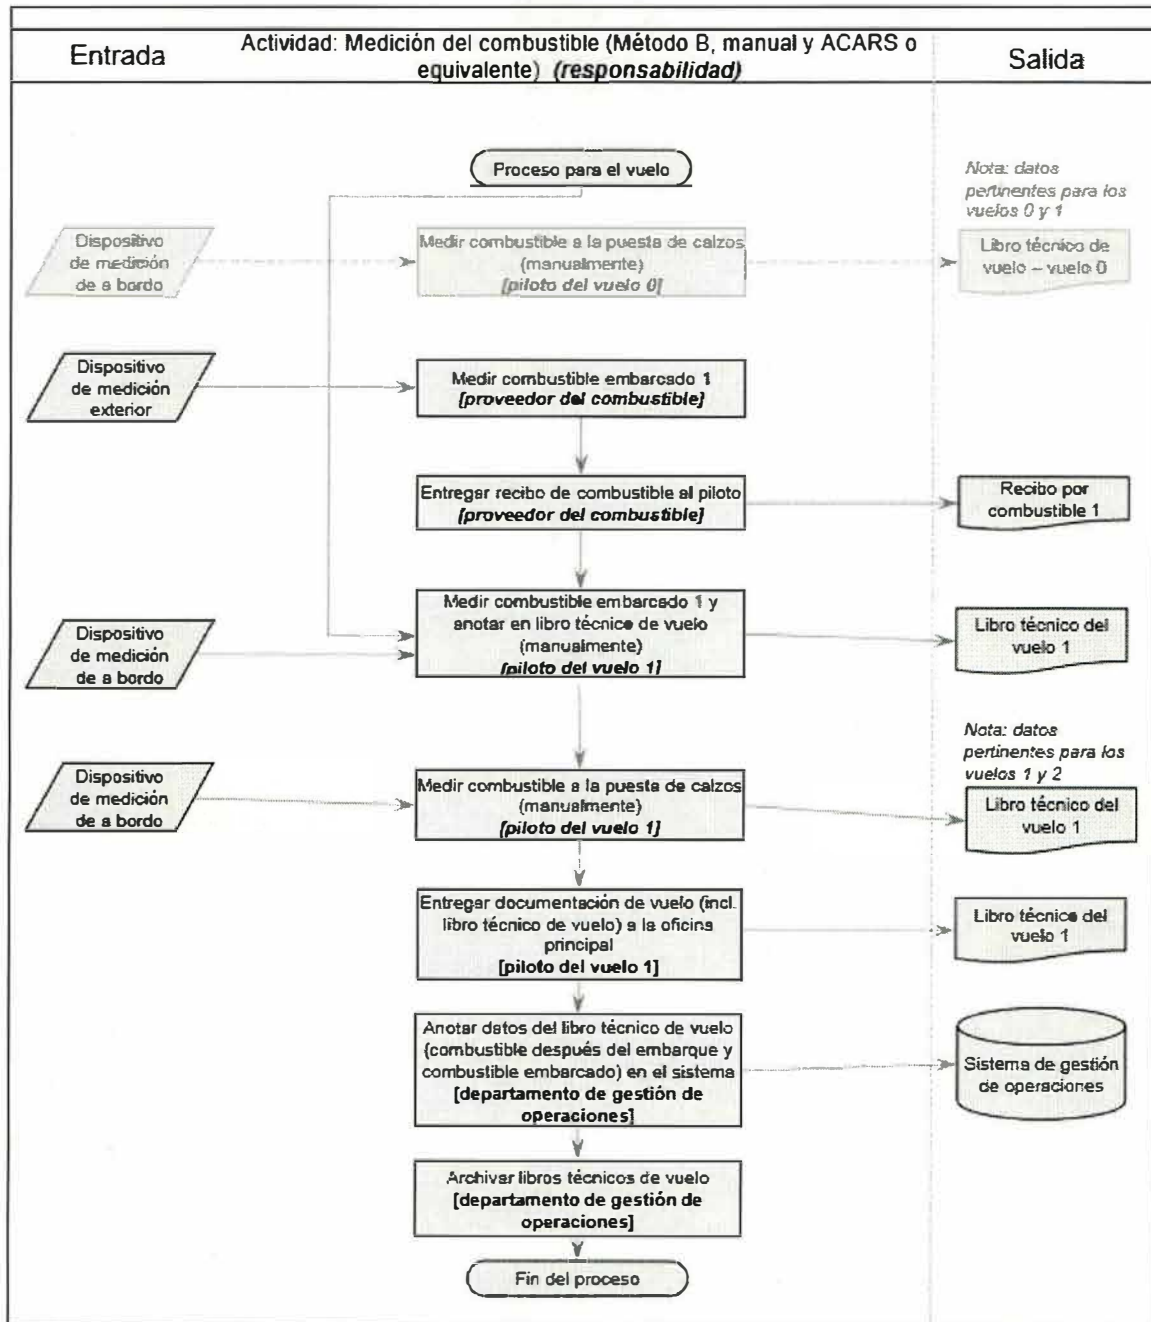 Entrada
Actividad: Medición del combustible (Método B, manual y ACARS o
equivalente) (responsabilidad)
Salida
Proceso para el vuelo
Nota: datos
pertinentes para los
vuelos 0 y 1
Dispositivo
de medición
de a bordo
Medir combustible a la puesta de calzos
(manualmente)
[piloto del vuelo 0]
Libro técnico de
vuelo – vuelo 0
Dispositivo
de medición
exterior
Medir combustible embarcado 1
[proveedor del combustible]
Entregar recibo de combustible al piloto
[proveedor del combustible]
Recibo por
combustible 1
Dispositivo
de medición
de a bordo
Medir combustible embarcado 1 y
anotar en libro técnico de vuelo
(manualmente)
[piloto del vuelo 1]
Libro técnico del
vuelo 1
Nota: datos
pertinentes para los
vuelos 1 y 2
Dispositivo
de medición
de a bordo
Medir combustible a la puesta de calzos
(manualmente)
[piloto del vuelo 1]
Libro técnico del
vuelo 1
Entregar documentación de vuelo (incl.
libro técnico de vuelo) a la oficina
principal
[piloto del vuelo 1]
Libro técnico del
vuelo 1
Anotar datos del libro técnico de vuelo
(combustible después del embarque y
combustible embarcado) en el sistema
[departamento de gestión de
operaciones]
Sistema de gestión
de operaciones
Archivar libros técnicos de vuelo
[departamento de gestión de
operaciones]
Fin del proceso